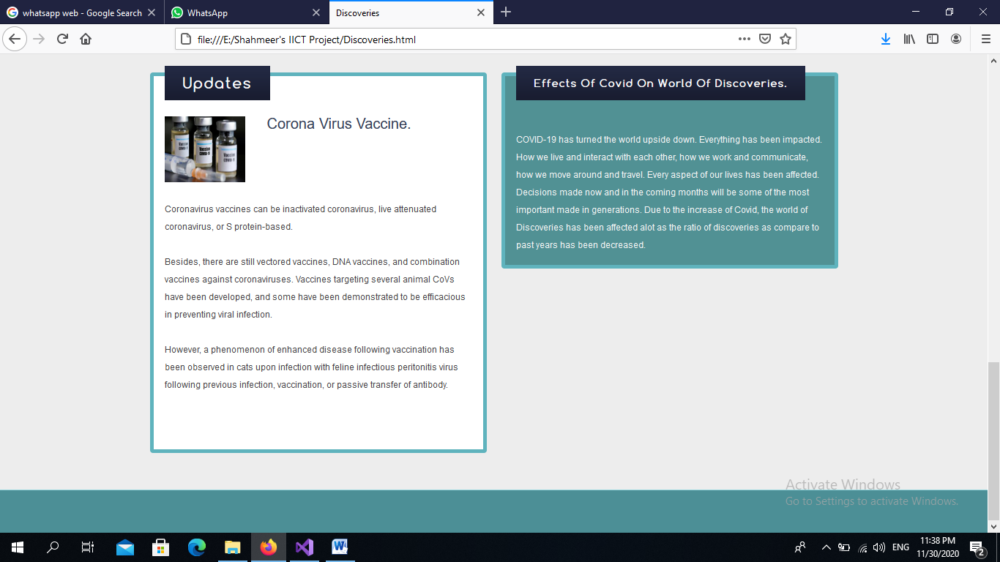 whatsapp web - Google Search
WhatsApp
Discoveries
file:///E:/Shahmeer's IICT Project/Discoveries.html
Updates
Corona Virus Vaccine.
Vaccine
COVID-19
Vaccine
COVID-19
Vaccine
COVID-19
Coronavirus vaccines can be inactivated coronavirus, live attenuated
coronavirus, or S protein-based.
Besides, there are still vectored vaccines, DNA vaccines, and combination
vaccines against coronaviruses. Vaccines targeting several animal CoVs
have been developed, and some have been demonstrated to be efficacious
in preventing viral infection.
However, a phenomenon of enhanced disease following vaccination has
been observed in cats upon infection with feline infectious peritonitis virus
following previous infection, vaccination, or passive transfer of antibody.
Effects Of Covid On World Of Discoveries.
COVID-19 has turned the world upside down. Everything has been impacted.
How we live and interact with each other, how we work and communicate,
how we move around and travel. Every aspect of our lives has been affected.
Decisions made now and in the coming months will be some of the most
important made in generations. Due to the increase of Covid, the world of
Discoveries has been affected alot as the ratio of discoveries as compare to
past years has been decreased.
Activate Windows
Go to Settings to activate Windows.
ENG
11:38 PM
11/30/2020
2